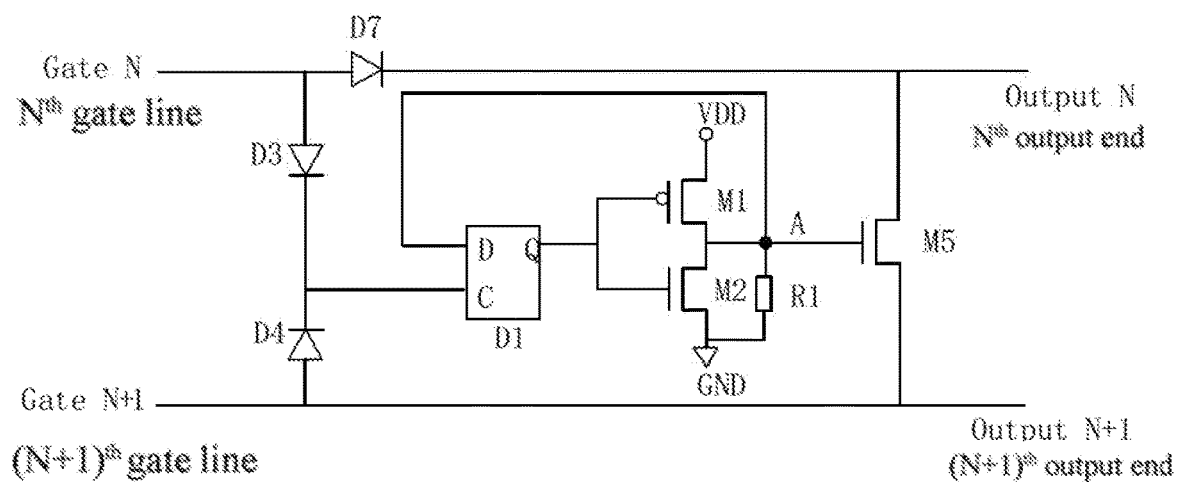 D7
Gate N
Nth gate line
Output N
Nth output end
VDD
D3
M1
A
D
Q
M5
C
M2
R1
D4
D1
GND
Gate N+1
(N+1)th gate line
Output N+1
(N+1)th output end